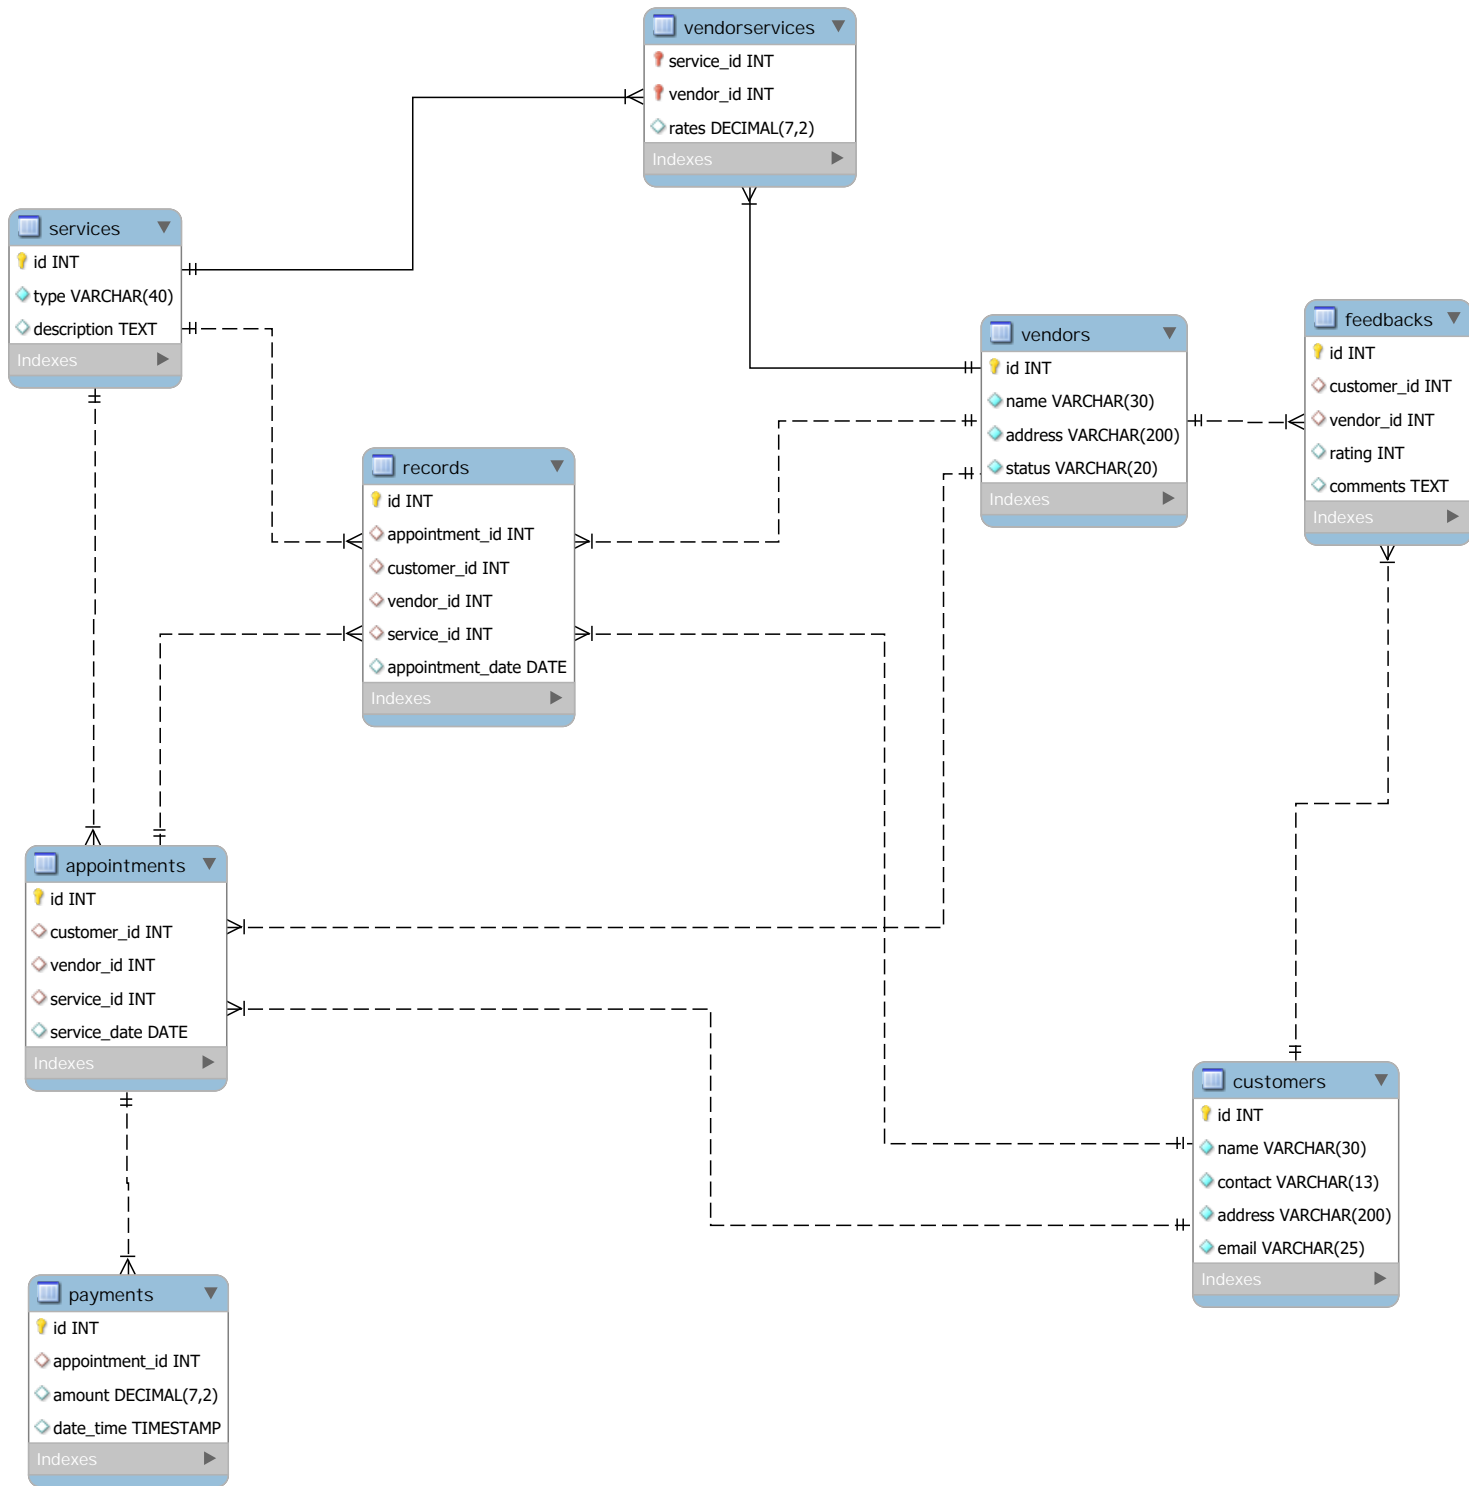 vendorservices
service_id INT
vendor_id INT
rates DECIMAL(7,2)
Indexes
services
id INT
type VARCHAR(40)
description TEXT
Indexes
vendors
id INT
name VARCHAR(30)
address VARCHAR(200)
status VARCHAR(20)
Indexes
feedbacks
id INT
customer_id INT
vendor_id INT
rating INT
comments TEXT
Indexes
records
id INT
appointment_id INT
customer_id INT
vendor_id INT
service_id INT
appointment_date DATE
Indexes
appointments
id INT
customer_id INT
vendor_id INT
service_id INT
service_date DATE
Indexes
customers
id INT
name VARCHAR(30)
contact VARCHAR(13)
address VARCHAR(200)
email VARCHAR(25)
Indexes
payments
id INT
appointment_id INT
amount DECIMAL(7,2)
date_time TIMESTAMP
Indexes